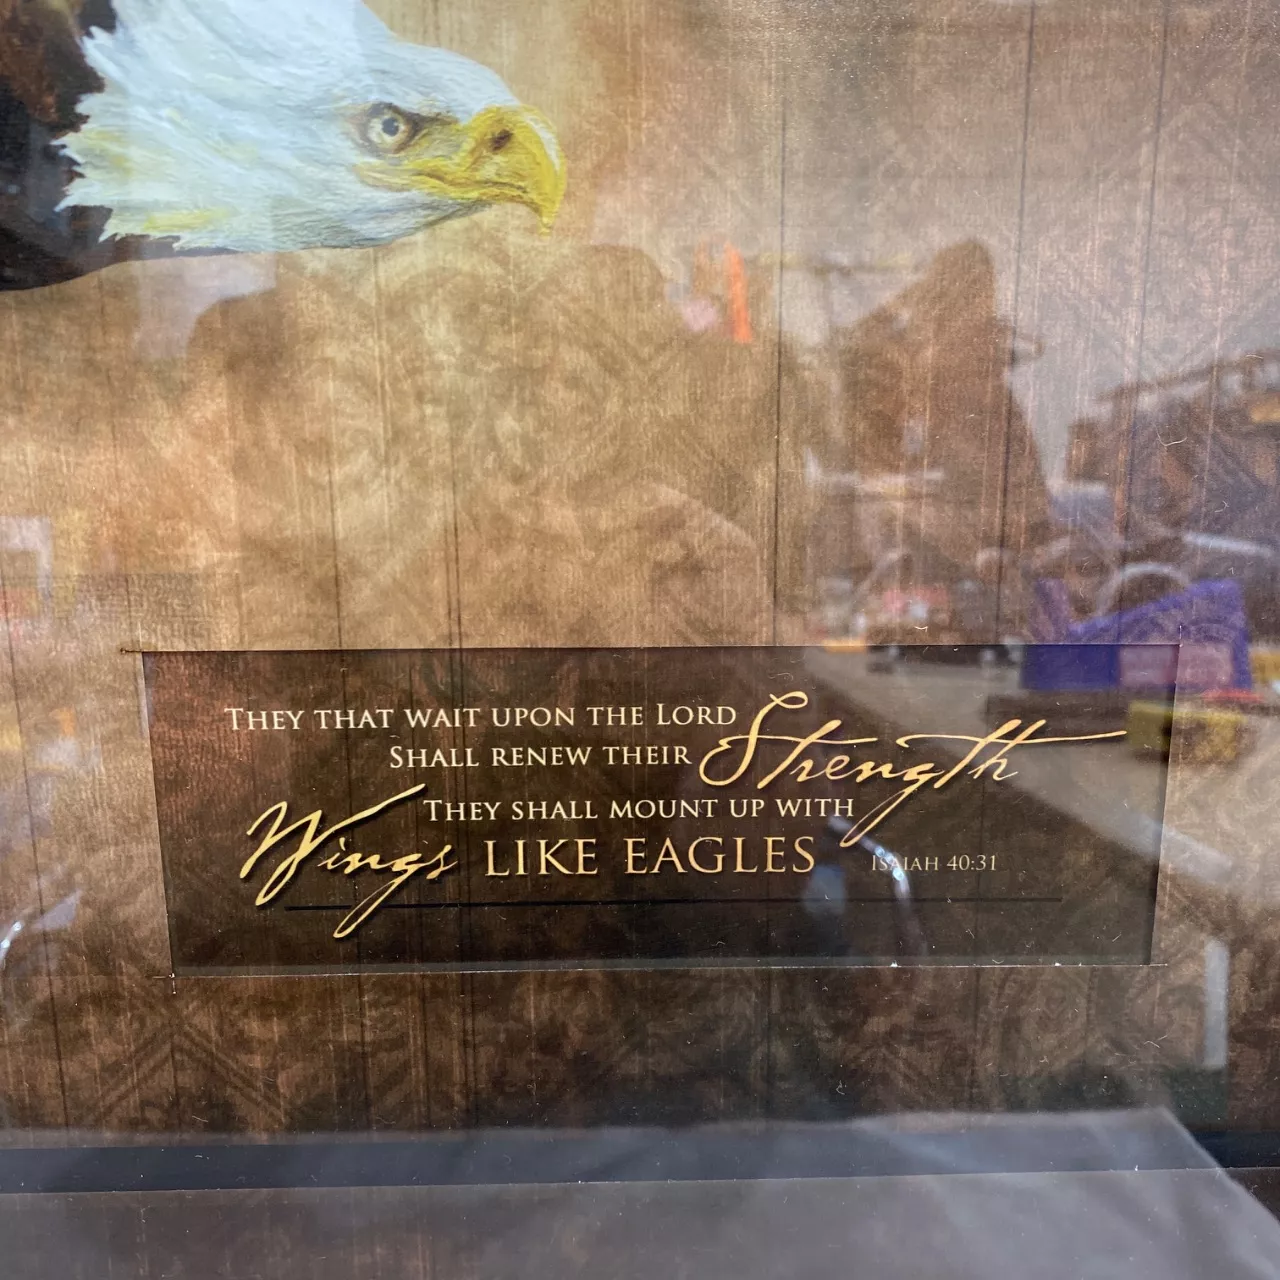 THEY THAT WAIT UPON THE LORD
SHALL RENEW THEIR Strength
THEY SHALL MOUNT UP WITH
Wings LIKE EAGLES ISAIAH 40:31